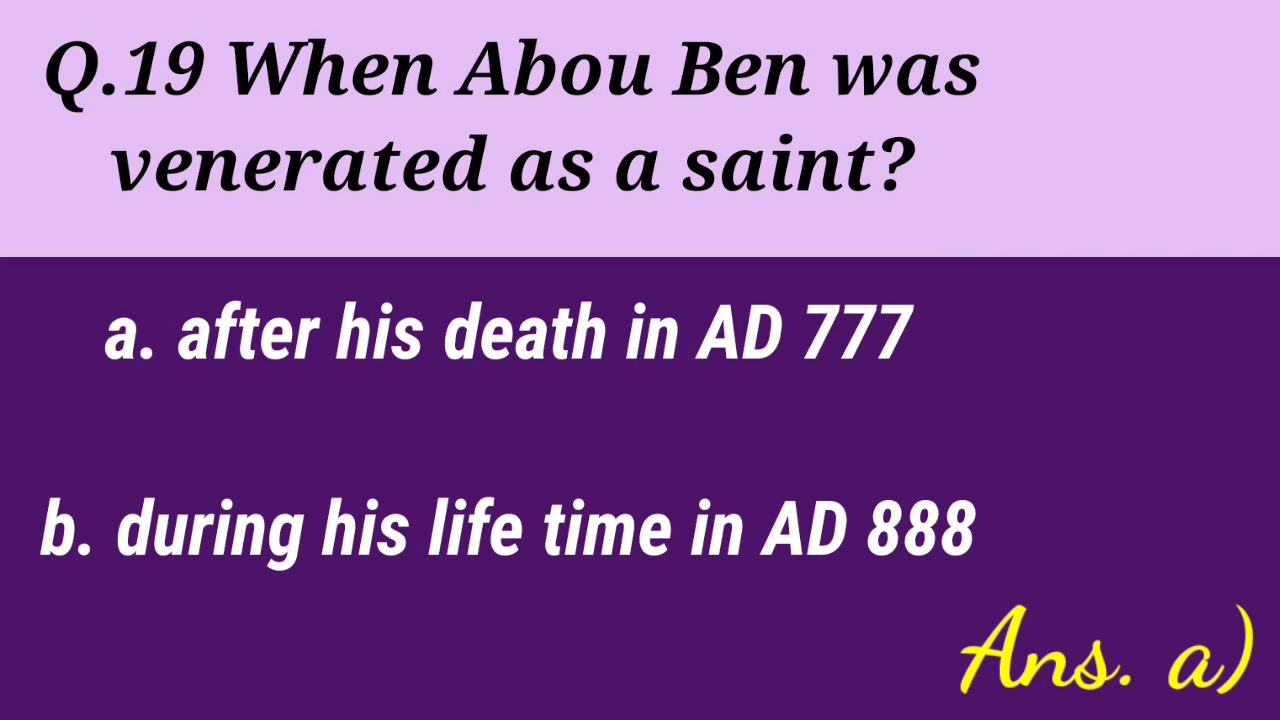 Q.19 When Abou Ben was
venerated as a saint?
a. after his death in AD 777
b. during his life time in AD 888
Ans. a)